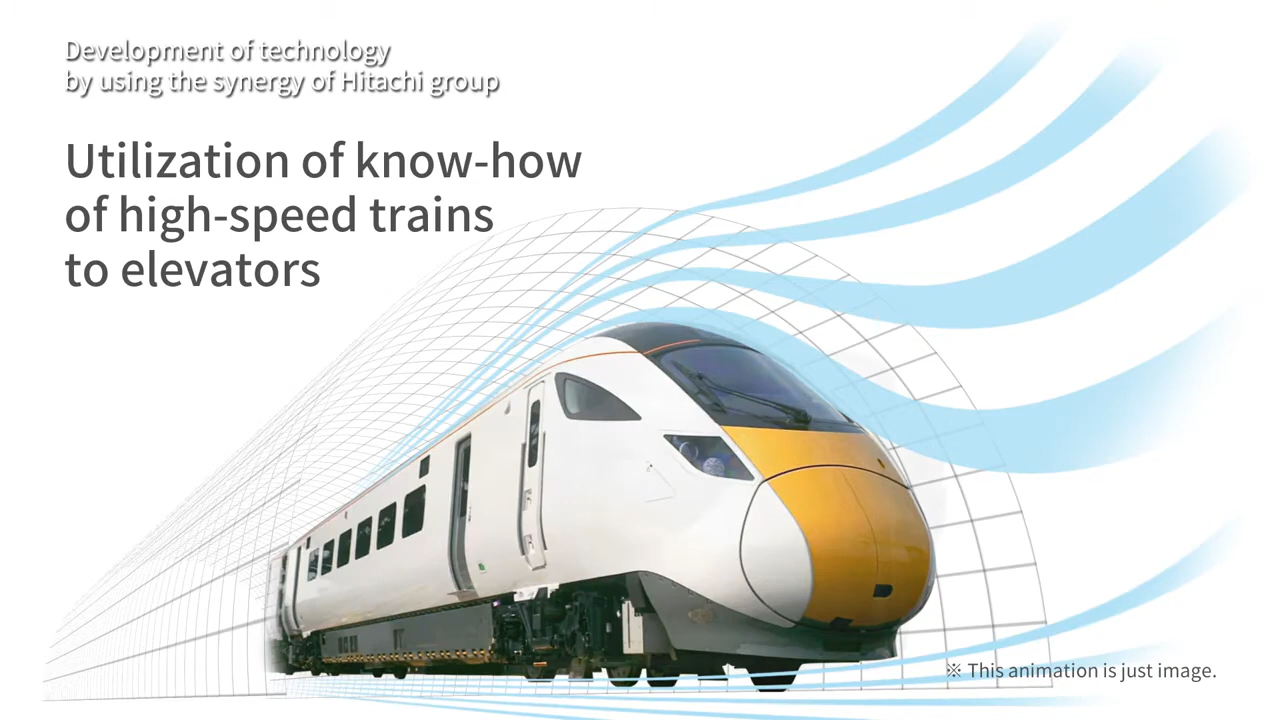 Development of technology
by using the synergy of Hitachi group
Utilization of know-how
of high-speed trains
to elevators
※ This animation is just image.